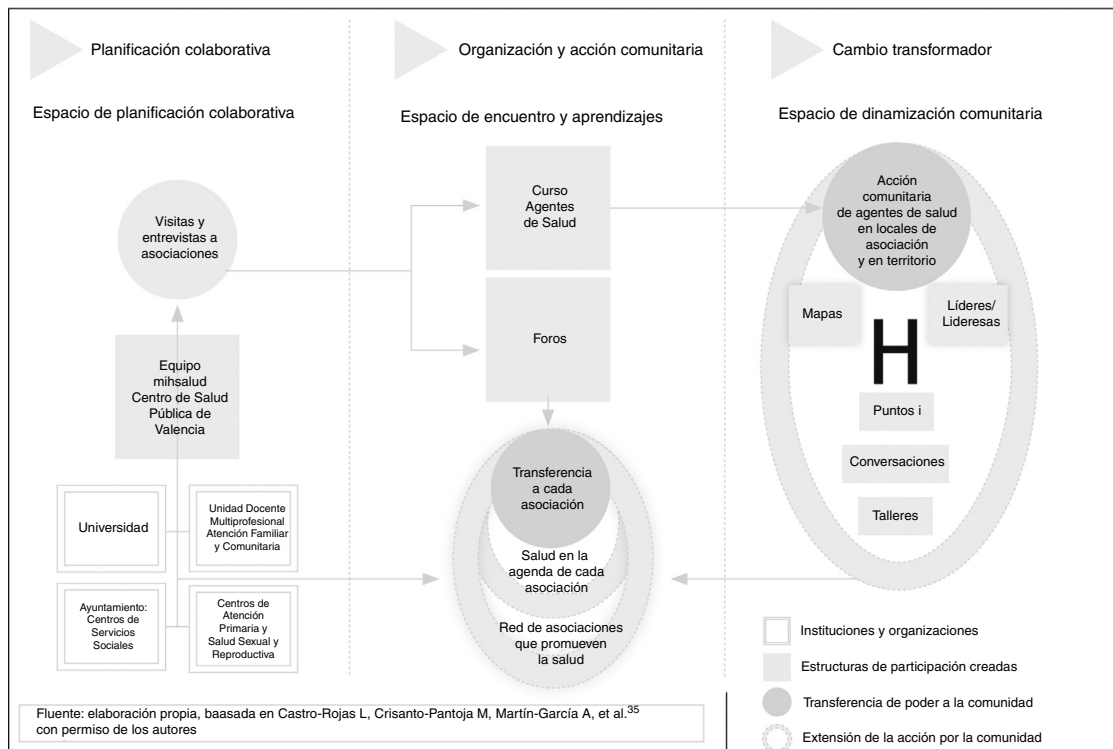 Planificación colaborativa
Organización y acción comunitaria
Cambio transformador
Espacio de planificación colaborativa
Espacio de encuentro y aprendizajes
Espacio de dinamización comunitaria
Visitas y
entrevistas a
asociaciones
Equipo
mihsalud
Centro de Salud
Pública de
Valencia
Universidad
Unidad Docente
Multiprofesional
Atención Familiar
y Comunitaria
Ayuntamiento:
Centros de
Servicios
Sociales
Centros de
Atención
Primaria y
Salud Sexual y
Reproductiva
Curso
Agentes
de Salud
Foros
Transferencia
a cada
asociación
Salud en la
agenda de cada
asociación
Red de asociaciones
que promueven
la salud
Acción
comunitaria
de agentes de salud
en locales de
asociación
y en territorio
Mapas
Líderes/
Lideresas
H
Puntos i
Conversaciones
Talleres
Instituciones y organizaciones
Estructuras de participación creadas
Transferencia de poder a la comunidad
Extensión de la acción por la comunidad
Fluente: elaboración propia, baasada en Castro-Rojas L, Crisanto-Pantoja M, Martín-García A, et al.35
con permiso de los autores